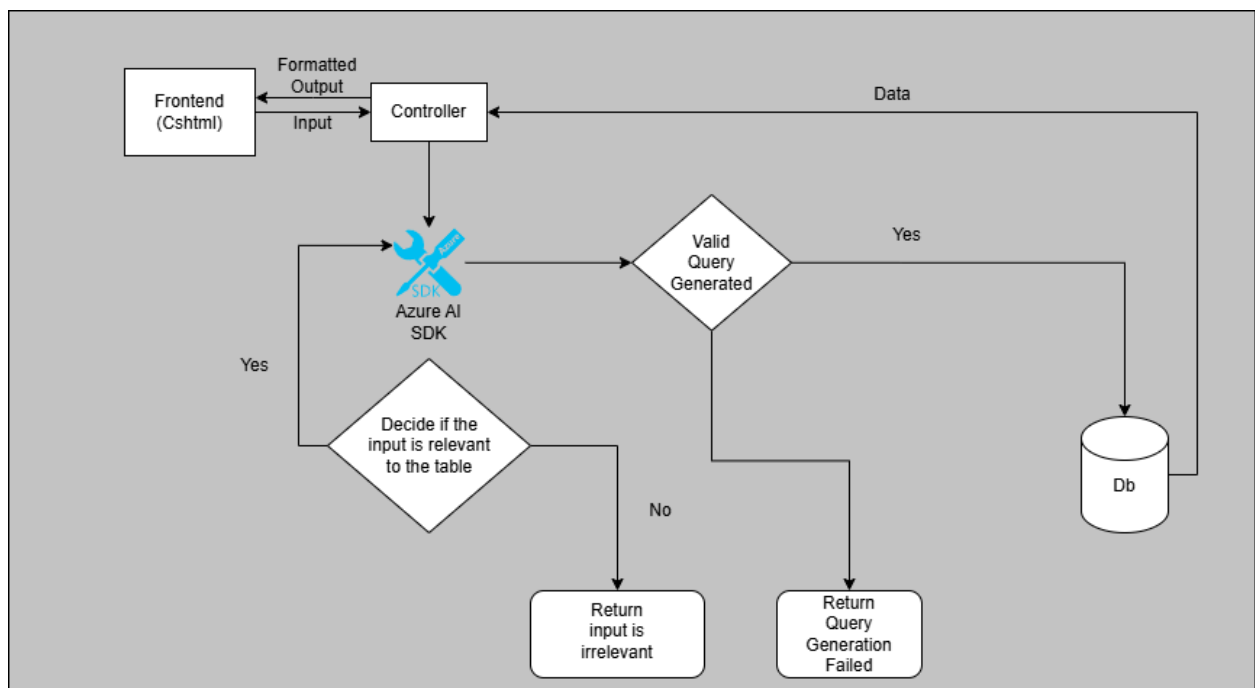 Formatted
Output
Frontend
(Cshtml)
Input
Controller
Data
Valid
Query
Generated
Yes
Azure
SDK
Azure AI
SDK
Yes
Decide if the
input is relevant
to the table
No
Db
Return
input is
irrelevant
Return
Query
Generation
Failed